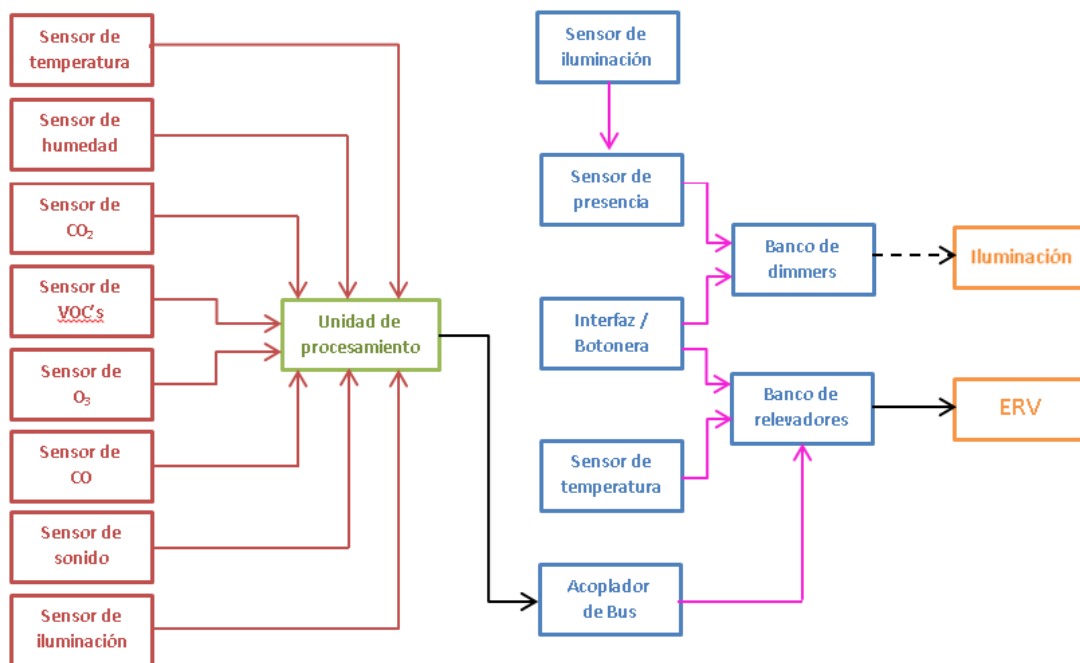 Sensor de
temperatura
Sensor de
humedad
Sensor de
CO₂
Sensor de
VOC's
Sensor de
O₃
Sensor de
CO
Sensor de
sonido
Sensor de
iluminación
Unidad de
procesamiento
Sensor de
iluminación
Sensor de
presencia
Interfaz /
Botonera
Sensor de
temperatura
Acoplador
de Bus
Banco de
dimmers
Banco de
relevadores
Iluminación
ERV